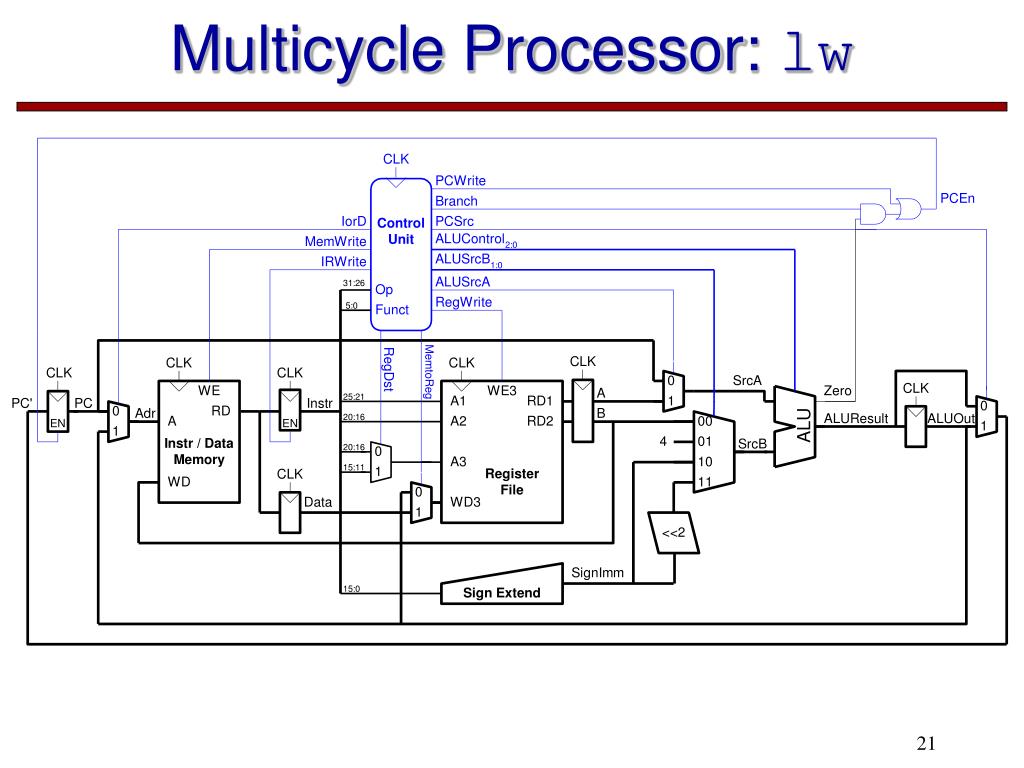 Multicycle Processor: lw
CLK
PCWrite
Branch
PCEn
IorD
Control
Unit
PCSrc
MemWrite
ALUControl2:0
IRWrite
ALUSrcB1:0
31:26
Op
ALUSrcA
5:0
Funct
RegWrite
RegDst
MemtoReg
CLK
CLK
CLK
CLK
CLK
PC'
EN
PC
0
1
Adr
WE
RD
A
Instr / Data
Memory
WD
EN
Instr
CLK
Data
25:21
20:16
20:16
15:11
0
1
0
1
A1
A2
A3
WD3
WE3
RD1
RD2
Register
File
A
B
0
1
SrcA
4
00
01
10
11
SrcB
ALU
Zero
ALUResult
CLK
ALUOut
0
1
<<2
SignImm
15:0
Sign Extend
21